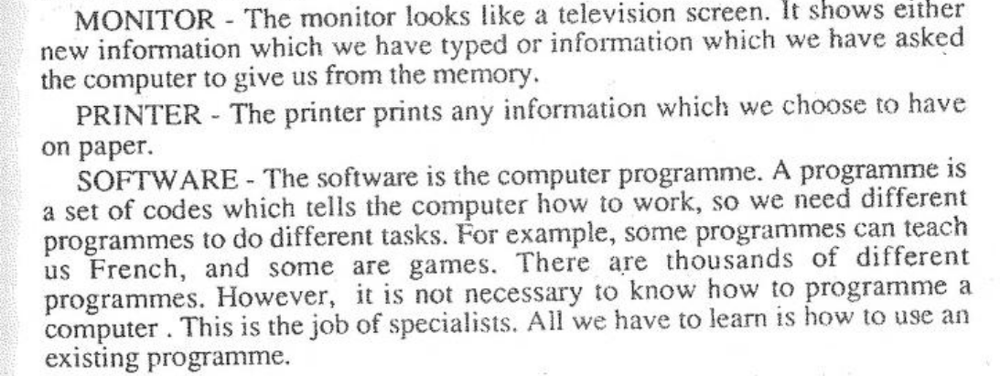 MONITOR - The monitor looks like a television screen. It shows either
new information which we have typed or information which we have asked
the computer to give us from the memory.
PRINTER - The printer prints any information which we choose to have
on paper.
SOFTWARE - The software is the computer programme. A programme is
a set of codes which tells the computer how to work, so we need different
programmes to do different tasks. For example, some programmes can teach
us French, and some are games. There are thousands of different
programmes. However, it is not necessary to know how to programme a
computer . This is the job of specialists. All we have to learn is how to use an
existing programme.